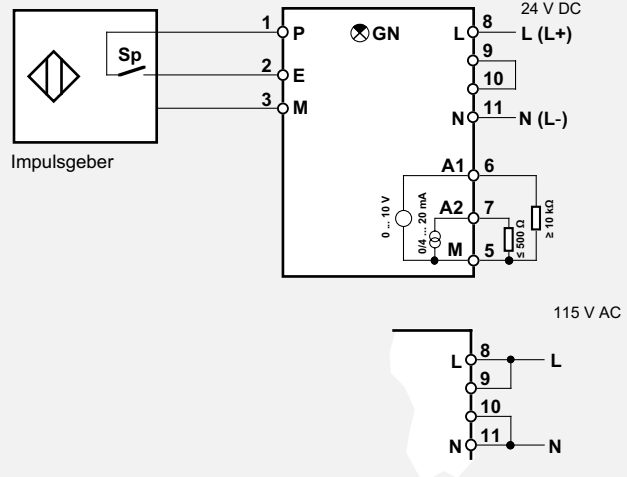 24 V DC
1 P
GN
L 8 L (L+)
Sp
9
2 E
10
3 M
N 11 N (L-)
Impulsgeber
A1 6
0 ... 10 V
0/4 ... 20 mA
A2 7
≤ 500 Ω
≥ 10 kΩ
M 5
115 V AC
L 8 L
9
10
N 11 N